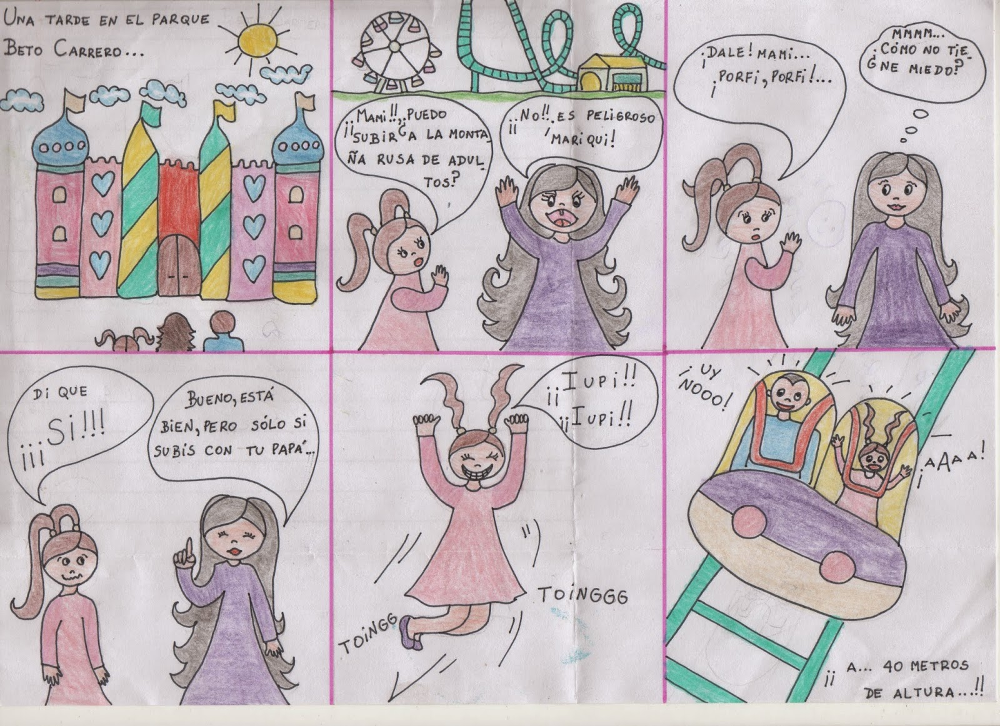 UNA TARDE EN EL PARQUE
BETO CARRERO...
¡¡MAMI!!, ¿PUEDO
SUBIR A LA MONTA-
ÑA RUSA DE ADUL-
TOS?
¡¡NO!! ES PELIGROSO
MARIQUI!
¡DALE! MAMI...
¡PORFI, PORFI!...
MMMM...
¿CÓMO NO TIE-
NE MIEDO?
DI QUE
¡¡¡SI!!!
BUENO, ESTÁ
BIEN, PERO SÓLO SI
SUBÍS CON TU PAPÁ...
¡¡IUPI!!
¡¡IUPI!!
TOINGG
TOINGGG
¡UY
NOOO!
¡AAAA!
¡¡A... 40 METROS
DE ALTURA...!!